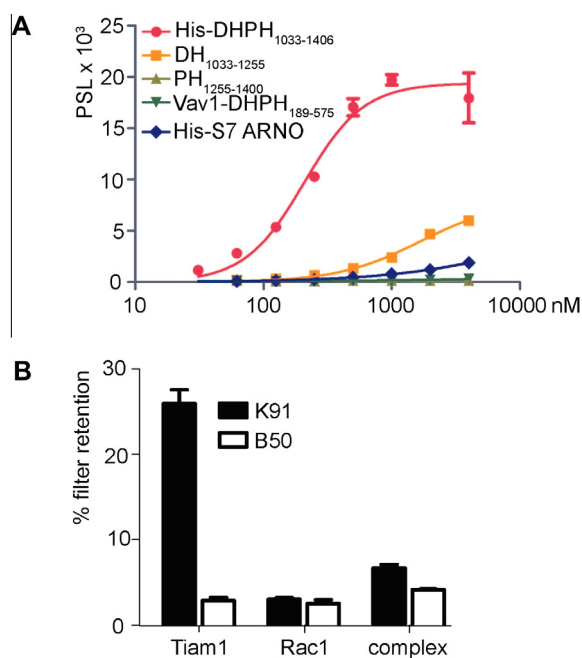 A
PSL x 10³
25
20
15
10
5
0
10
100
1000
10000 nM
His-DHPH1033-1406
DH1033-1255
PH1255-1400
Vav1-DHPH189-575
His-S7 ARNO
B
% filter retention
30
20
10
0
K91
B50
Tiam1
Rac1
complex